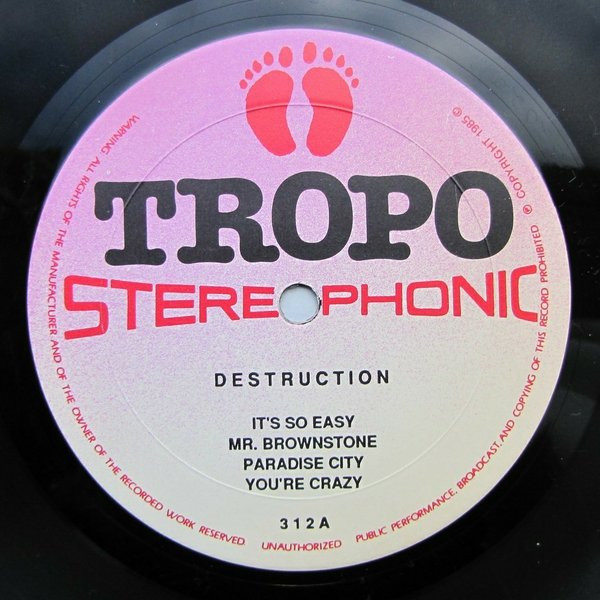 TROPO
STEREOPHONIC
DESTRUCTION
IT'S SO EASY
MR. BROWNSTONE
PARADISE CITY
YOU'RE CRAZY
312A
WARNING. ALL RIGHTS OF THE MANUFACTURER AND OF THE OWNER OF THE RECORDED WORK RESERVED UNAUTHORIZED PUBLIC PERFORMANCE, BROADCAST, AND COPYING OF THIS RECORD PROHIBITED ℗ COPYRIGHT 1985 ©